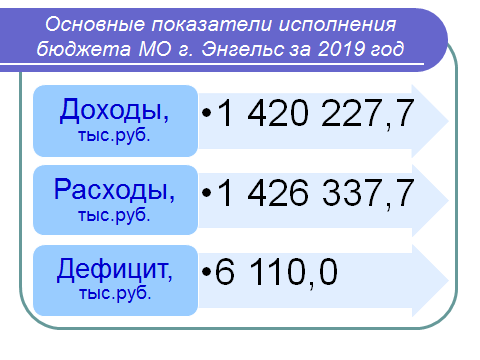 Основные показатели исполнения
бюджета МО г. Энгельс за 2019 год
Доходы,
тыс.руб.
•1 420 227,7
Расходы,
тыс.руб.
•1 426 337,7
Дефицит,
тыс.руб.
•6 110,0